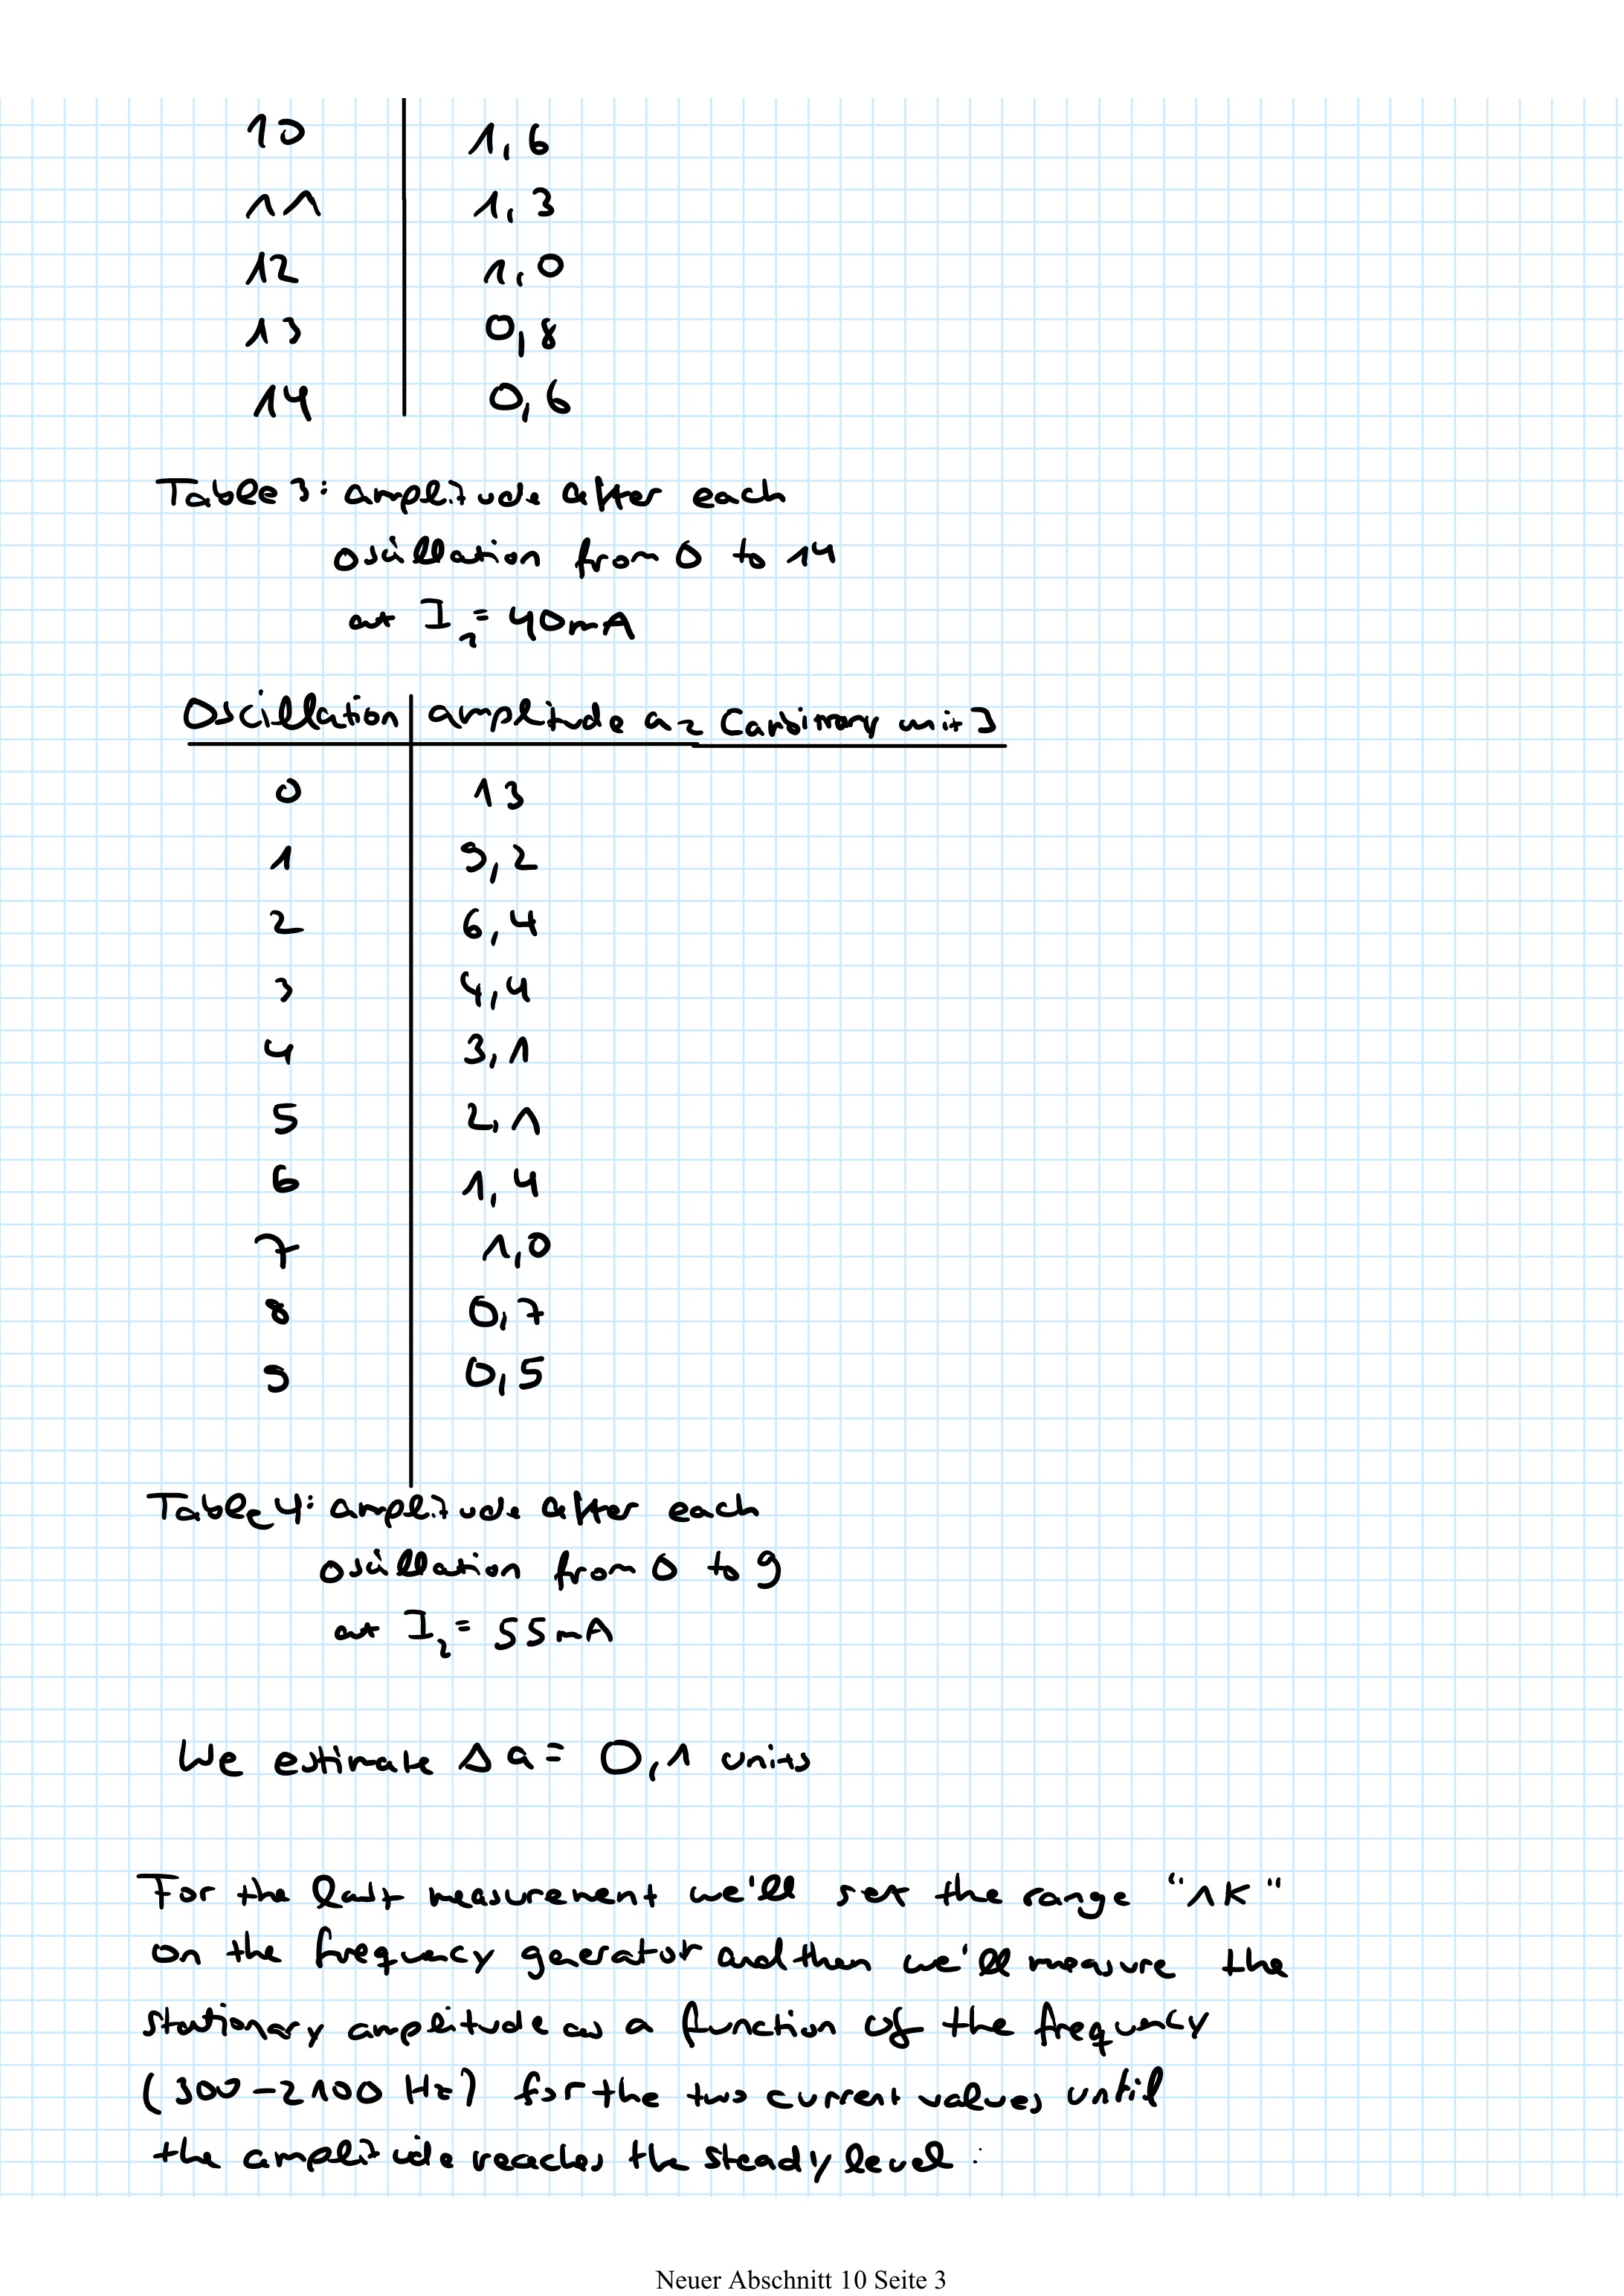 10 1,6
11 1,3
12 1,0
13 0,8
14 0,6
Table 3: amplitude after each
oscillation from 0 to 14
at I₁ = 40mA
Oscillation amplitude a₂ [arbitrary unit]
0 13
1 9,2
2 6,4
3 4,4
4 3,1
5 2,1
6 1,4
7 1,0
8 0,7
9 0,5
Table 4: amplitude after each
oscillation from 0 to 9
at I₂ = 55mA
We estimate Δa = 0,1 units
For the last measurement we'll set the range "1K"
on the frequency generator and then we'll measure the
stationary amplitude as a function of the frequency
(300-2100 Hz) for the two current values until
the amplitude reaches the steady level:
Neuer Abschnitt 10 Seite 3